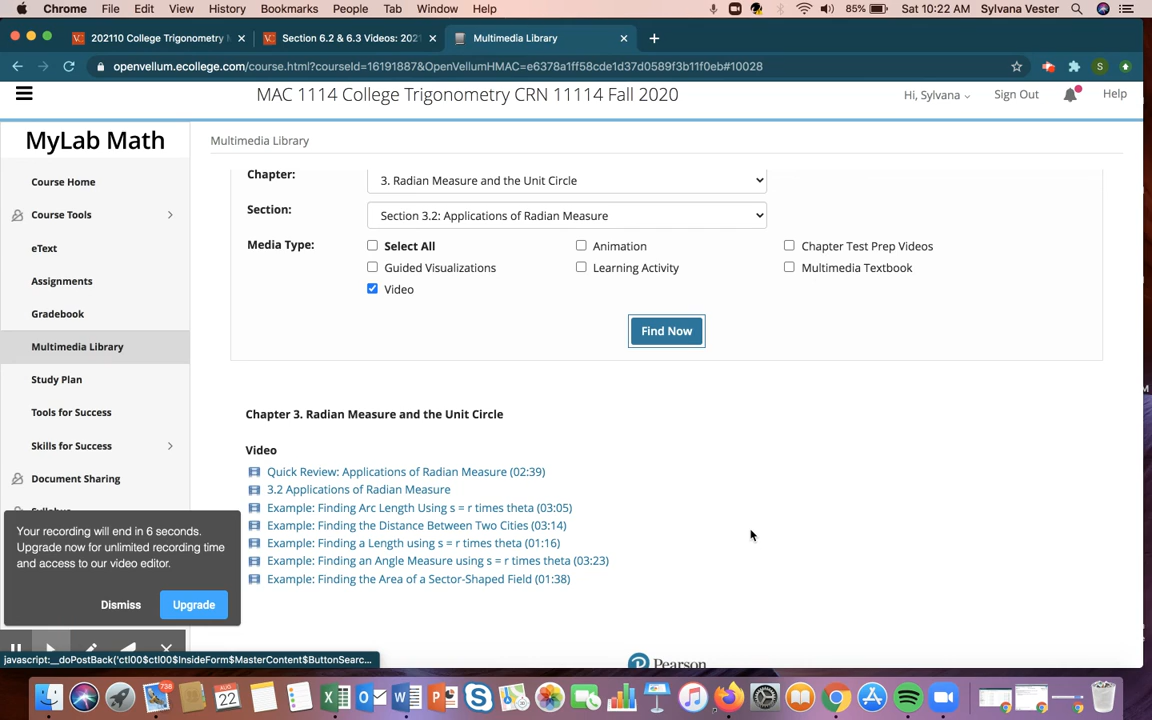 Chrome File Edit View History Bookmarks People Tab Window Help 85% Sat 10:22 AM Sylvana Vester
202110 College Trigonometry Section 6.2 & 6.3 Videos: 202 Multimedia Library
openvellum.ecollege.com/course.html?courseId=16191887&OpenVellumHMAC=e6378a1ff58cde1d37d0589f3b11f0eb#10028 S
MAC 1114 College Trigonometry CRN 11114 Fall 2020 Hi, Sylvana Sign Out Help
MyLab Math
Multimedia Library
Course Home
Course Tools
eText
Assignments
Gradebook
Multimedia Library
Study Plan
Tools for Success
Skills for Success
Document Sharing
Chapter: 3. Radian Measure and the Unit Circle
Section: Section 3.2: Applications of Radian Measure
Media Type: Select All Animation Chapter Test Prep Videos
Guided Visualizations Learning Activity Multimedia Textbook
Video
Find Now
Chapter 3. Radian Measure and the Unit Circle
Video
Quick Review: Applications of Radian Measure (02:39)
3.2 Applications of Radian Measure
Example: Finding Arc Length Using s = r times theta (03:05)
Example: Finding the Distance Between Two Cities (03:14)
Example: Finding a Length using s = r times theta (01:16)
Example: Finding an Angle Measure using s = r times theta (03:23)
Example: Finding the Area of a Sector-Shaped Field (01:38)
Your recording will end in 6 seconds.
Upgrade now for unlimited recording time
and access to our video editor.
Dismiss Upgrade
Pearson
javascript:__doPostBack('ctl00$ctl00$InsideForm$MasterContent$ButtonSearc...
736 AUG 22